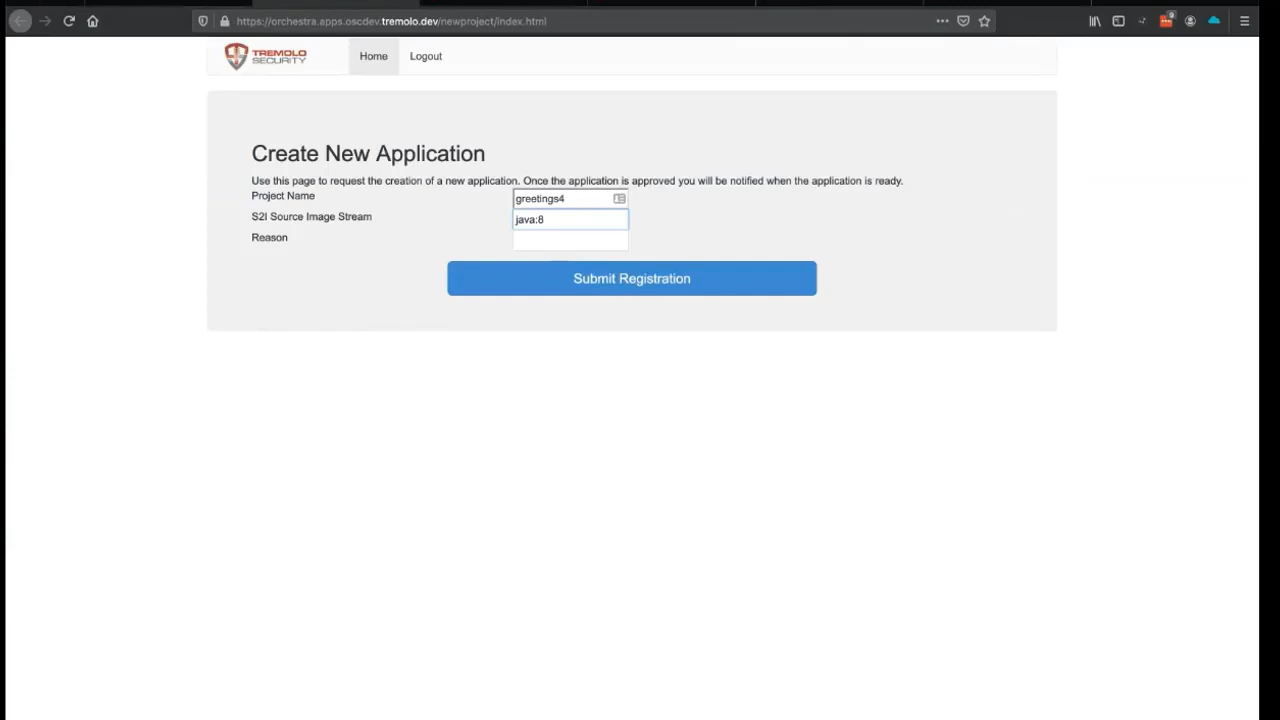 https://orchestra.apps.oscdev.tremolo.dev/newproject/index.html
9
TREMOLO
SECURITY
Home
Logout
Create New Application
Use this page to request the creation of a new application. Once the application is approved you will be notified when the application is ready.
Project Name
greetings4
S2I Source Image Stream
java:8
Reason
Submit Registration